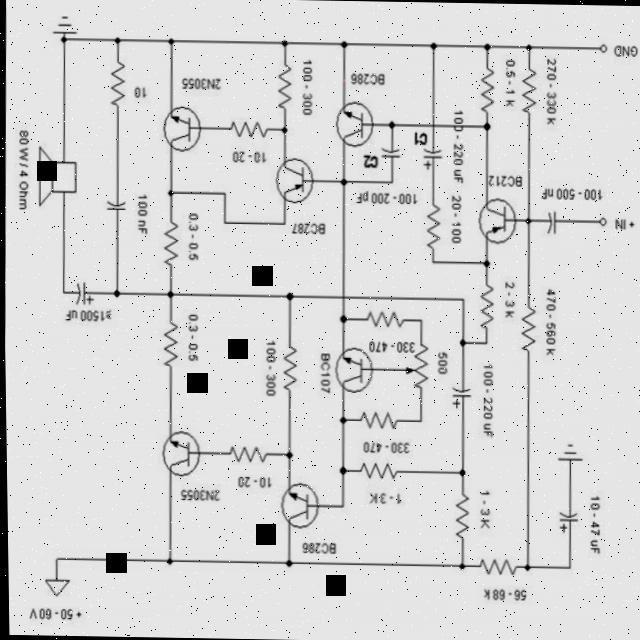 GND
270 - 330 k
0.5 - 1 k
BC286
100 - 300
2N3055
10
80 W / 4 Ohm
C1
C2
10 - 20
100 - 220 uF
BC212
100 - 500 nF
+ IN
100 - 200 pF
20 - 100
BC287
0.3 - 0.5
100 nF
≥1500 uF
2 - 3 k
470 - 560 k
0.3 - 0.5
100 - 300
BC107
330 - 470
500
100 - 220 uF
330 - 470
10 - 20
2N3055
1 - 3 K
1 - 3 K
10 - 47 uF
BC286
56 - 68 k
+ 50 - 60 V